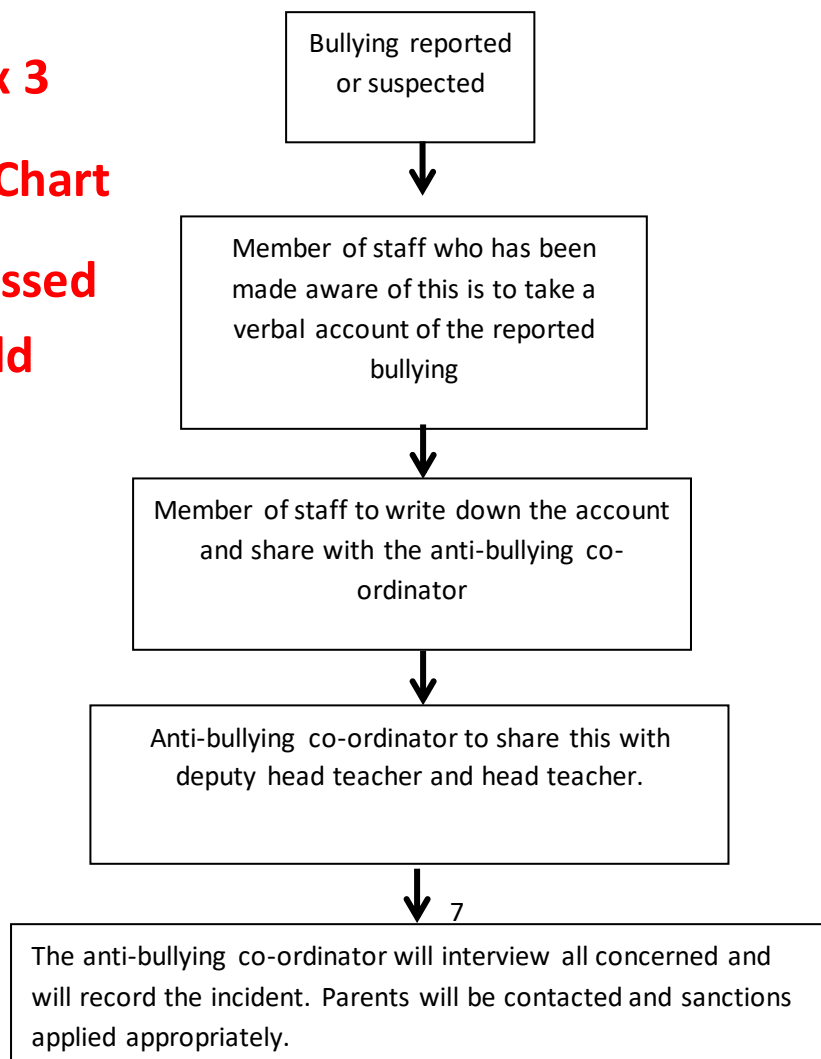 Bullying reported
or suspected
x 3
Chart
ssed
ld
Member of staff who has been
made aware of this is to take a
verbal account of the reported
bullying
Member of staff to write down the account
and share with the anti-bullying co-
ordinator
Anti-bullying co-ordinator to share this with
deputy head teacher and head teacher.
7
The anti-bullying co-ordinator will interview all concerned and
will record the incident. Parents will be contacted and sanctions
applied appropriately.